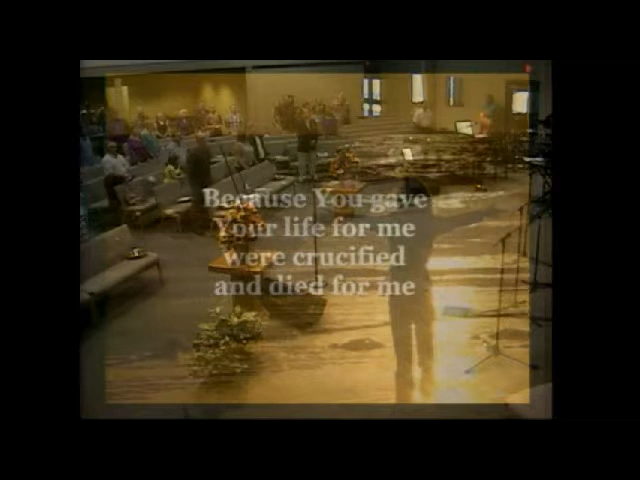 Because You gave
Your life for me
were crucified
and died for me